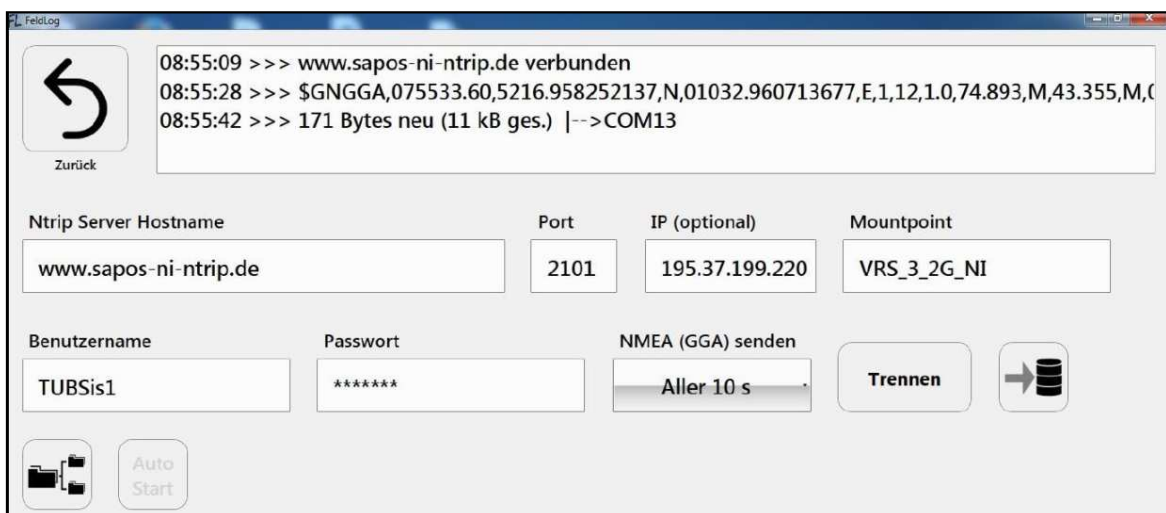 FL FeldLog
08:55:09 >>> www.sapos-ni-ntrip.de verbunden
08:55:28 >>> $GNGGA,075533.60,5216.958252137,N,01032.960713677,E,1,12,1.0,74.893,M,43.355,M,0
08:55:42 >>> 171 Bytes neu (11 kB ges.) |-->COM13
Zurück
Ntrip Server Hostname Port IP (optional) Mountpoint
www.sapos-ni-ntrip.de 2101 195.37.199.220 VRS_3_2G_NI
Benutzername Passwort NMEA (GGA) senden
TUBSis1 ******* Aller 10 s Trennen
Auto
Start